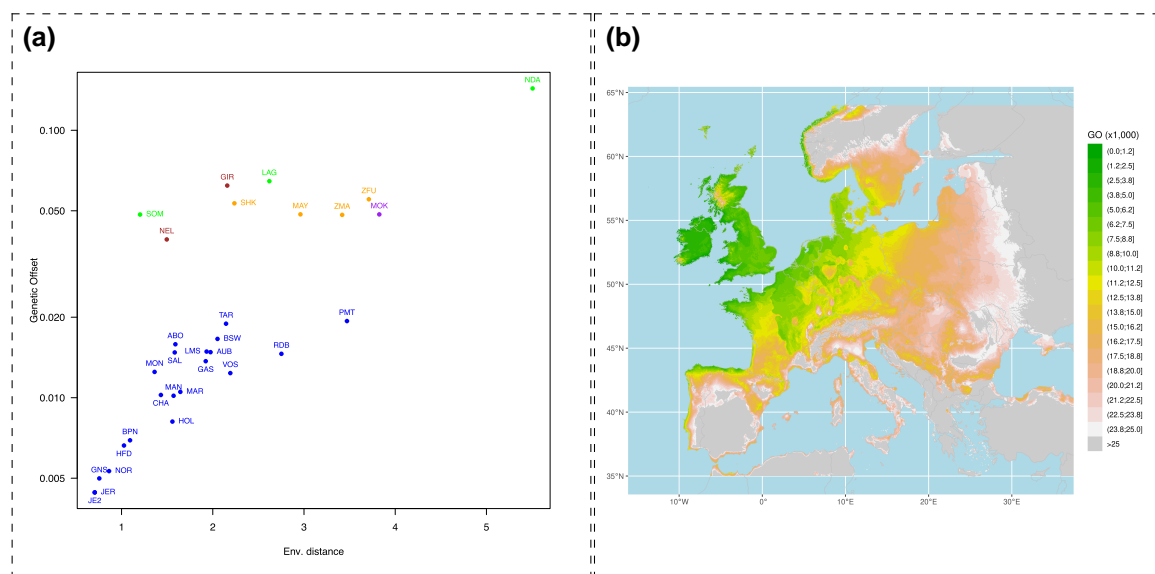 (a)
NDA
0.100
GIR
LAG
ZFU
SHK
MAY
ZMA
MOK
0.050
SOM
NEL
Genetic Offset
0.020
TAR
PMT
ABO
BSW
LMS
AUB
RDB
SAL
GAS
MON
VOS
MAN
MAR
0.010
CHA
HOL
BPN
HFD
GNS
NOR
0.005
JER
JE2
1
2
3
4
5
Env. distance
(b)
65°N
60°N
55°N
50°N
45°N
40°N
35°N
10°W
0°
10°E
20°E
30°E
GO (x1,000)
(0.0;1.2]
(1.2;2.5]
(2.5;3.8]
(3.8;5.0]
(5.0;6.2]
(6.2;7.5]
(7.5;8.8]
(8.8;10.0]
(10.0;11.2]
(11.2;12.5]
(12.5;13.8]
(13.8;15.0]
(15.0;16.2]
(16.2;17.5]
(17.5;18.8]
(18.8;20.0]
(20.0;21.2]
(21.2;22.5]
(22.5;23.8]
(23.8;25.0]
>25